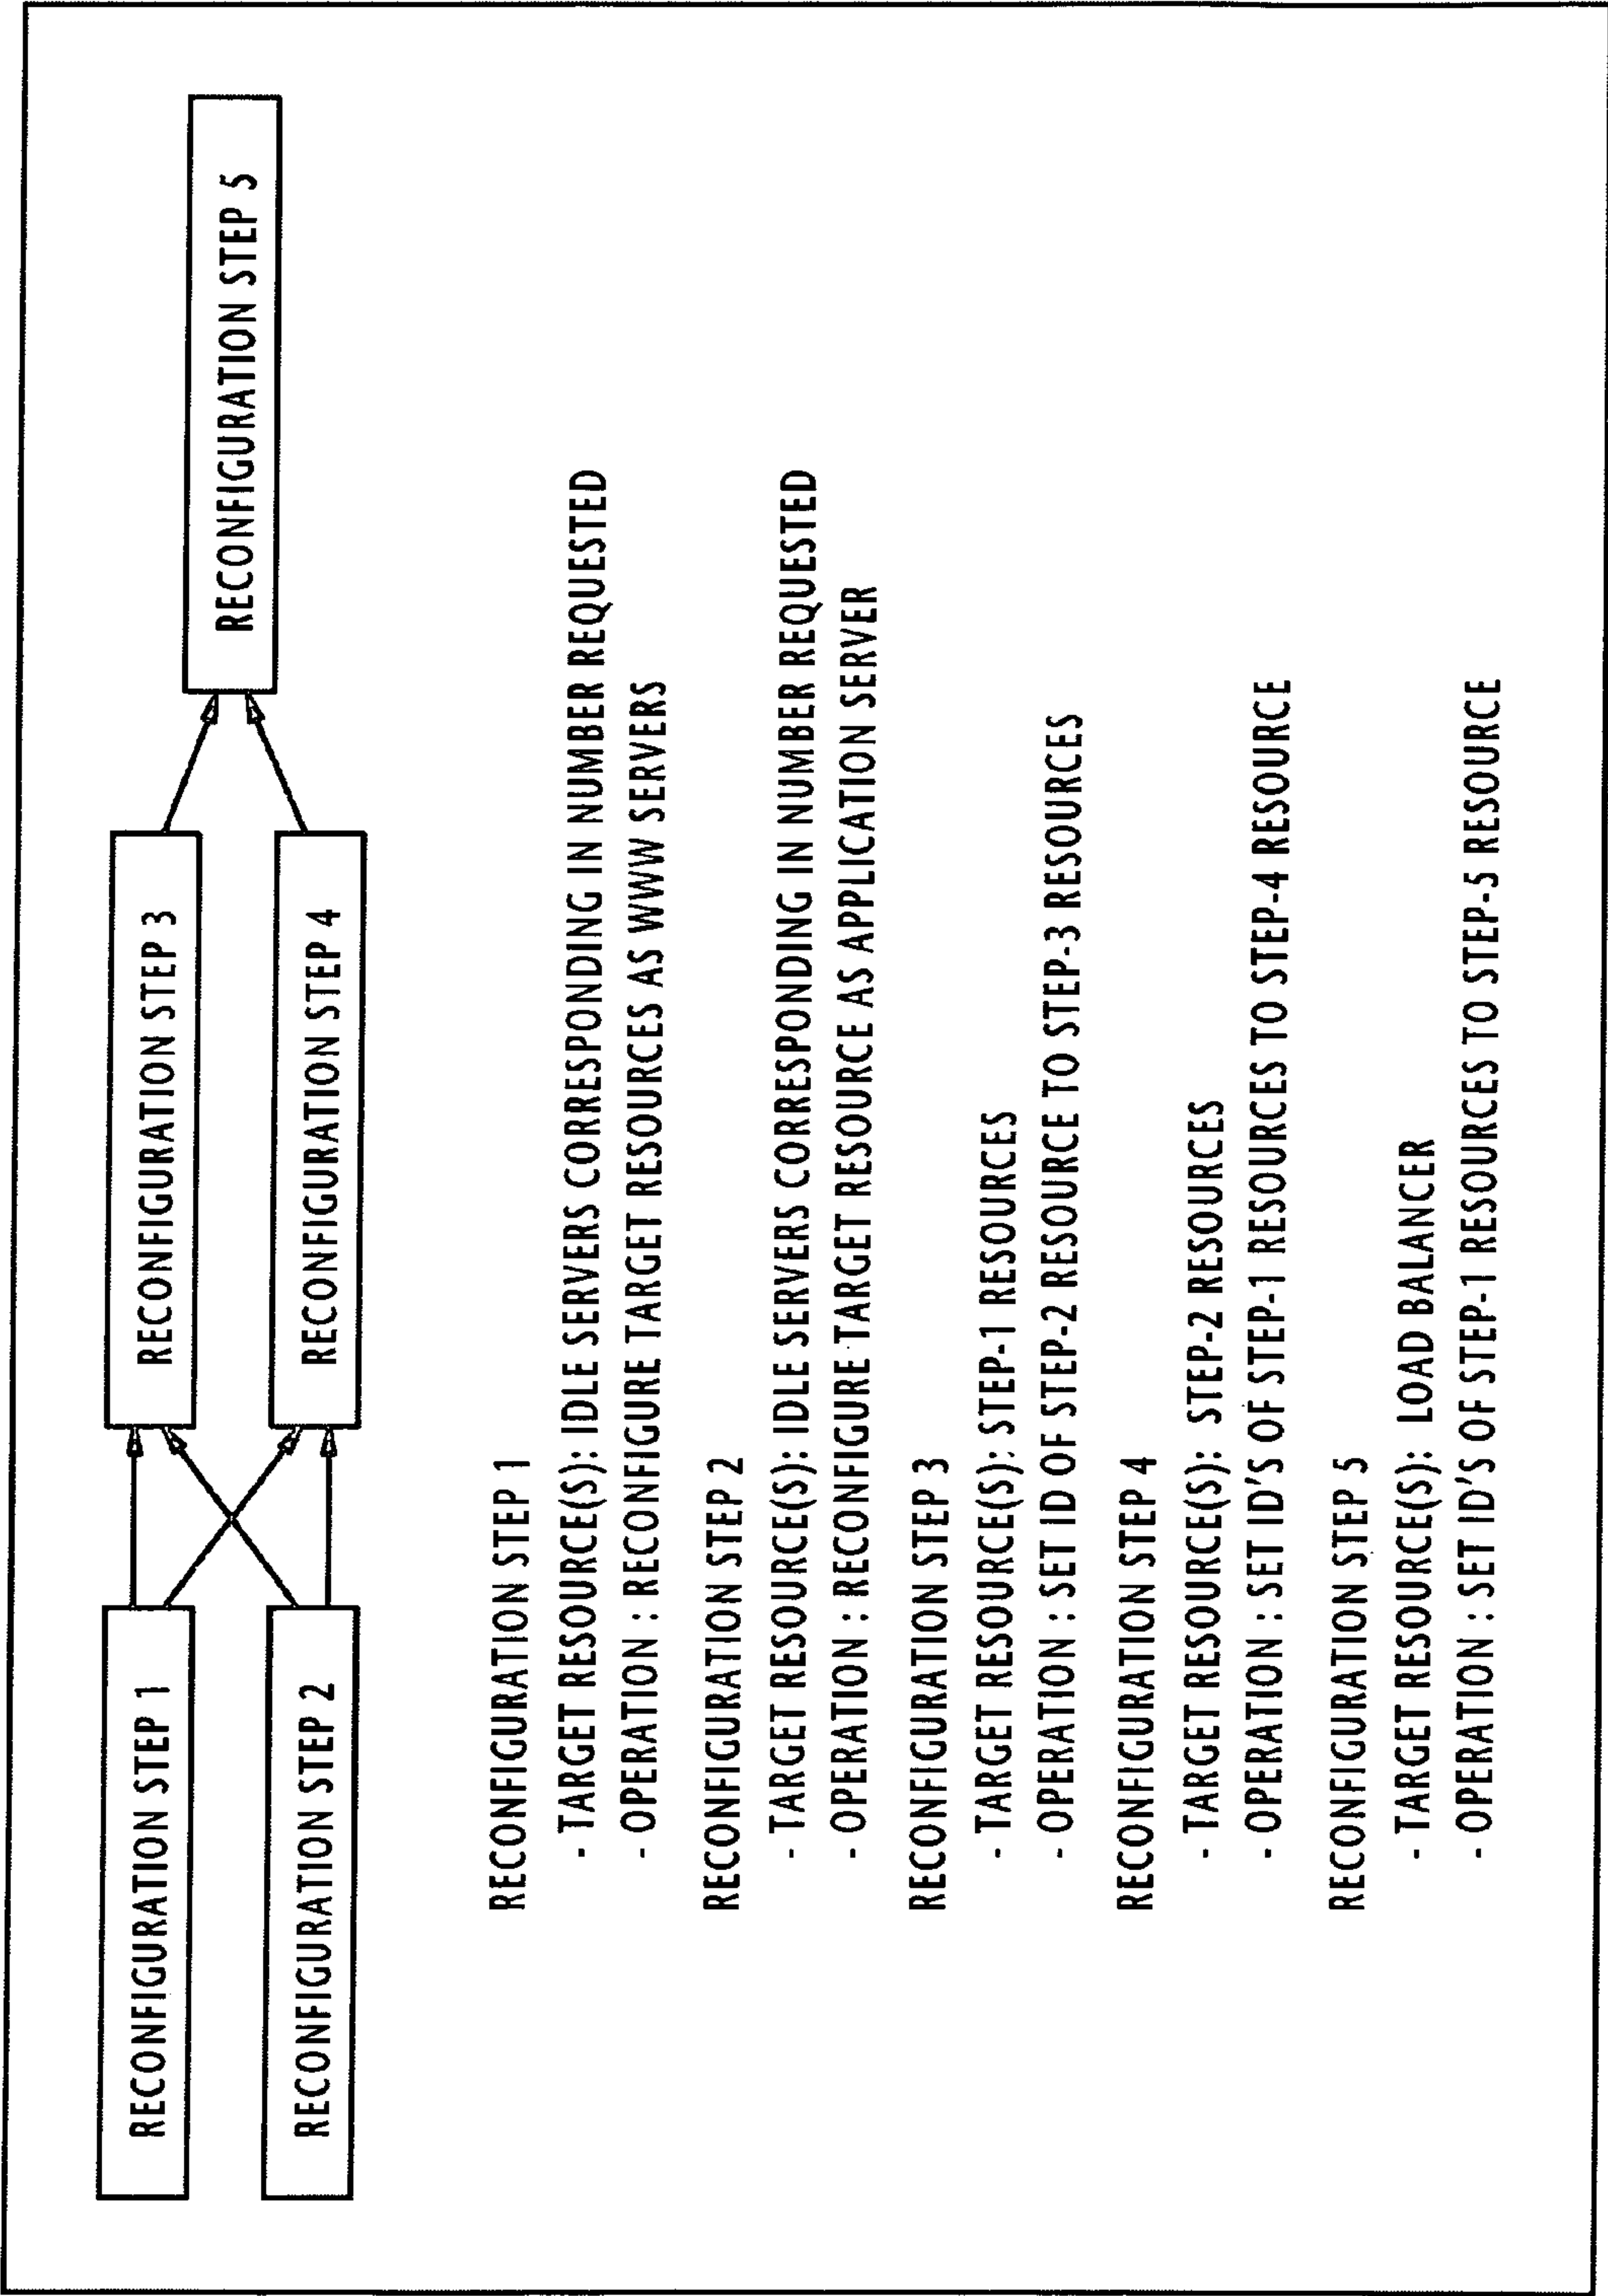 RECONFIGURATION STEP 1
RECONFIGURATION STEP 2
RECONFIGURATION STEP 3
RECONFIGURATION STEP 4
RECONFIGURATION STEP 5
RECONFIGURATION STEP 1
- TARGET RESOURCE(S): IDLE SERVERS CORRESPONDING IN NUMBER REQUESTED
- OPERATION : RECONFIGURE TARGET RESOURCES AS WWW SERVERS
RECONFIGURATION STEP 2
- TARGET RESOURCE(S): IDLE SERVERS CORRESPONDING IN NUMBER REQUESTED
- OPERATION : RECONFIGURE TARGET RESOURCE AS APPLICATION SERVER
RECONFIGURATION STEP 3
- TARGET RESOURCE(S): STEP-1 RESOURCES
- OPERATION : SET ID OF STEP-2 RESOURCE TO STEP-3 RESOURCES
RECONFIGURATION STEP 4
- TARGET RESOURCE(S): STEP-2 RESOURCES
- OPERATION : SET ID'S OF STEP-1 RESOURCES TO STEP-4 RESOURCE
RECONFIGURATION STEP 5
- TARGET RESOURCE(S): LOAD BALANCER
- OPERATION : SET ID'S OF STEP-1 RESOURCES TO STEP-5 RESOURCE